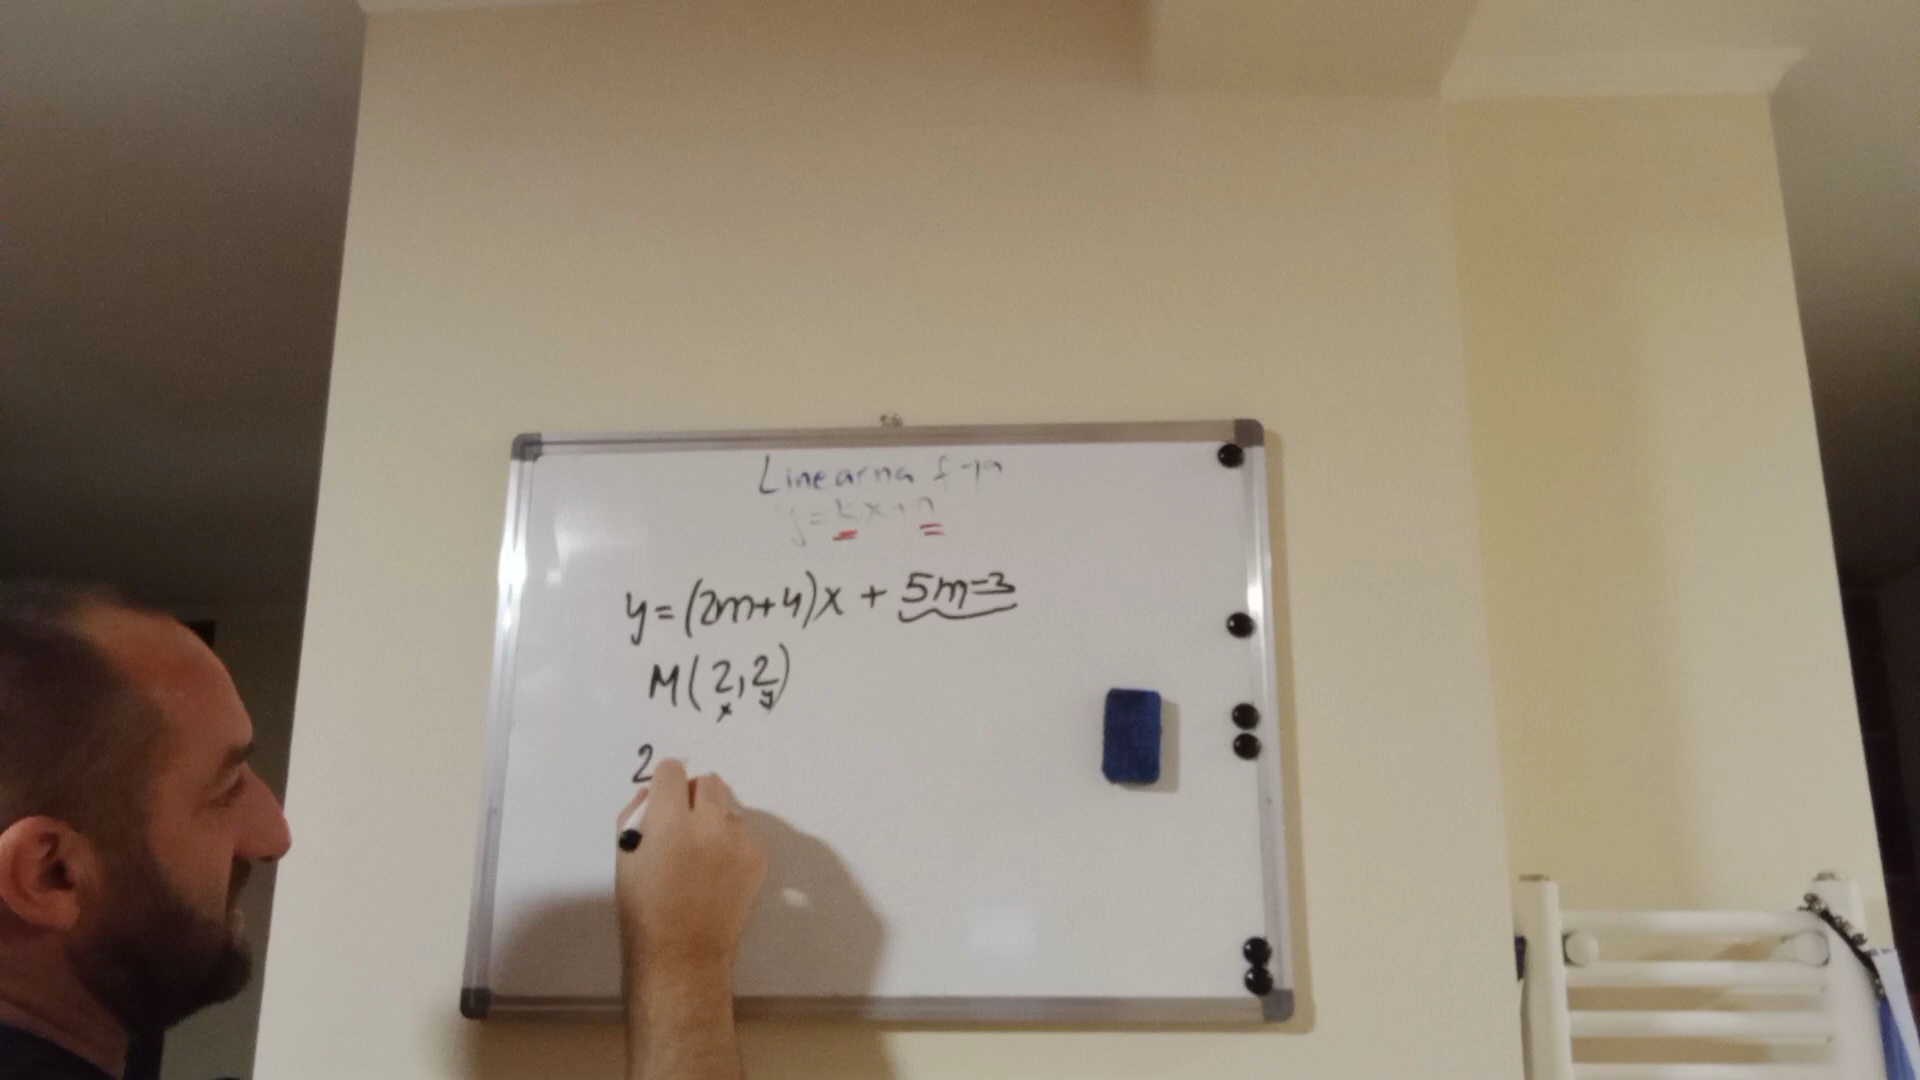 Linearna f-ja
y=kx+n
y=(2m+4)x + 5m-3
M(2,2)
x y
2